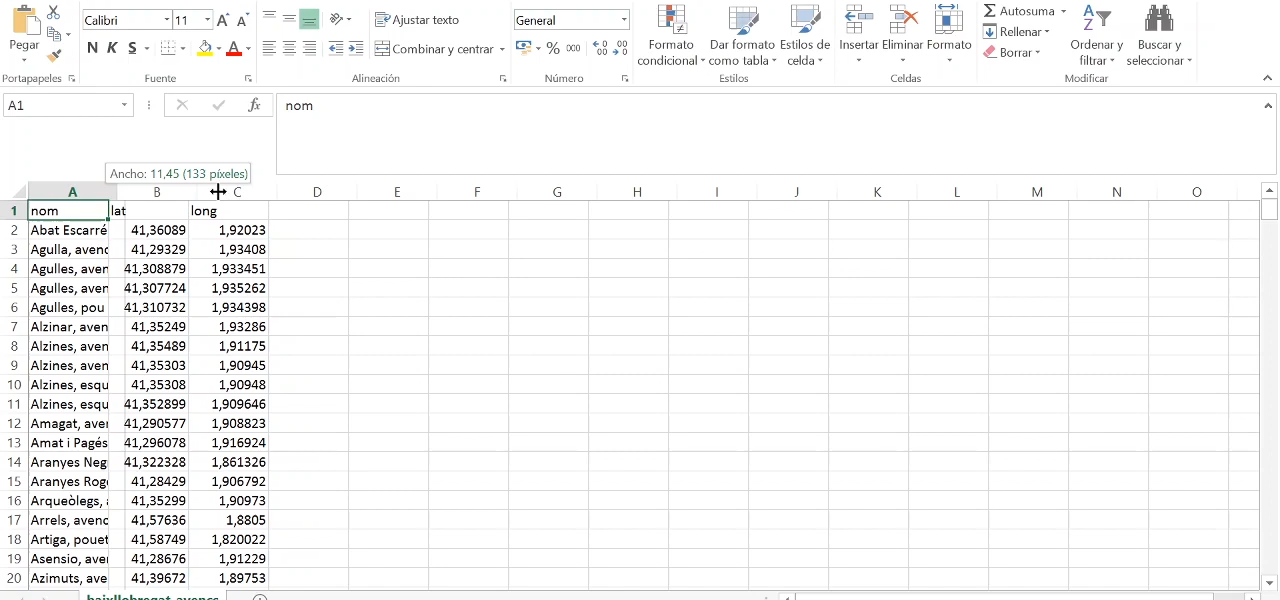 Calibri 11 Ajustar texto General Autosuma
Pegar N K S A Combinar y centrar % 000 Formato condicional Dar formato como tabla Estilos de celda Insertar Eliminar Formato Rellenar Borrar Ordenar y filtrar Buscar y seleccionar
Portapapeles Fuente Alineación Número Estilos Celdas Modificar
A1 fx nom
Ancho: 11,45 (133 píxeles)
A B C D E F G H I J K L M N O
1 nom lat long
2 Abat Escarré 41,36089 1,92023
3 Agulla, avenc 41,29329 1,93408
4 Agulles, aven 41,308879 1,933451
5 Agulles, aven 41,307724 1,935262
6 Agulles, pou 41,310732 1,934398
7 Alzinar, aven 41,35249 1,93286
8 Alzines, aven 41,35489 1,91175
9 Alzines, aven 41,35303 1,90945
10 Alzines, esqu 41,35308 1,90948
11 Alzines, esqu 41,352899 1,909646
12 Amagat, aven 41,290577 1,908823
13 Amat i Pagés 41,296078 1,916924
14 Aranyes Neg 41,322328 1,861326
15 Aranyes Roge 41,28429 1,906792
16 Arqueòlegs, 41,35299 1,90973
17 Arrels, avenc 41,57636 1,8805
18 Artiga, pouet 41,58749 1,820022
19 Asensio, aven 41,28676 1,91229
20 Azimuts, ave 41,39672 1,89753
baixllobregat-avencs